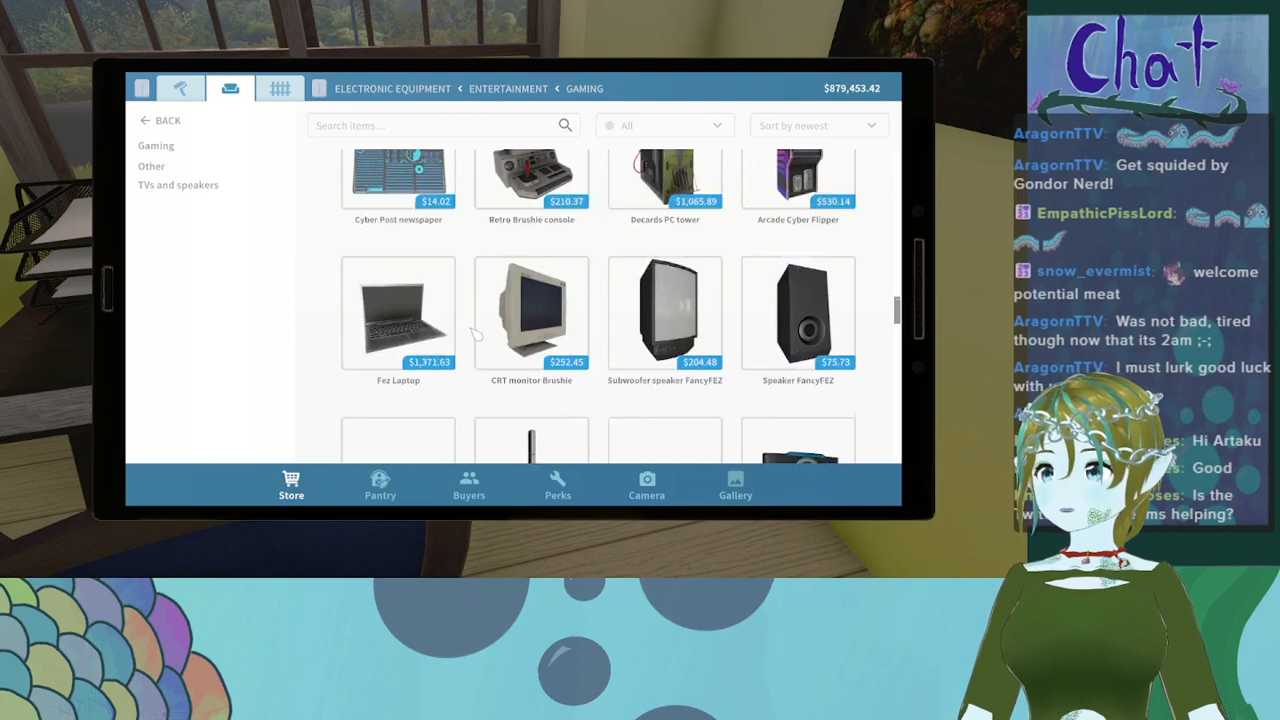 ELECTRONIC EQUIPMENT < ENTERTAINMENT < GAMING
$879,453.42
BACK
Gaming
Other
TVs and speakers
Search items...
All
Sort by newest
$14.02
$210.37
$1,065.89
$930.14
Cyber Post newspaper
Retro Brushie console
Decards PC tower
Arcade Cyber Flipper
$1,371.63
$252.45
$204.48
$75.73
Fez Laptop
CRT monitor Brushie
Subwoofer speaker FancyFEZ
Speaker FancyFEZ
Store
Pantry
Buyers
Perks
Camera
Gallery
Chat
AragornTTV:
AragornTTV: Get squided by
Gondor Nerd!
EmpathicPissLord:
snow_evermist: welcome
potential meat
AragornTTV: Was not bad, tired
though now that its 2am ;-;
AragornTTV: I must lurk good luck
with
Hi Artaku
Good
Is the
helping?